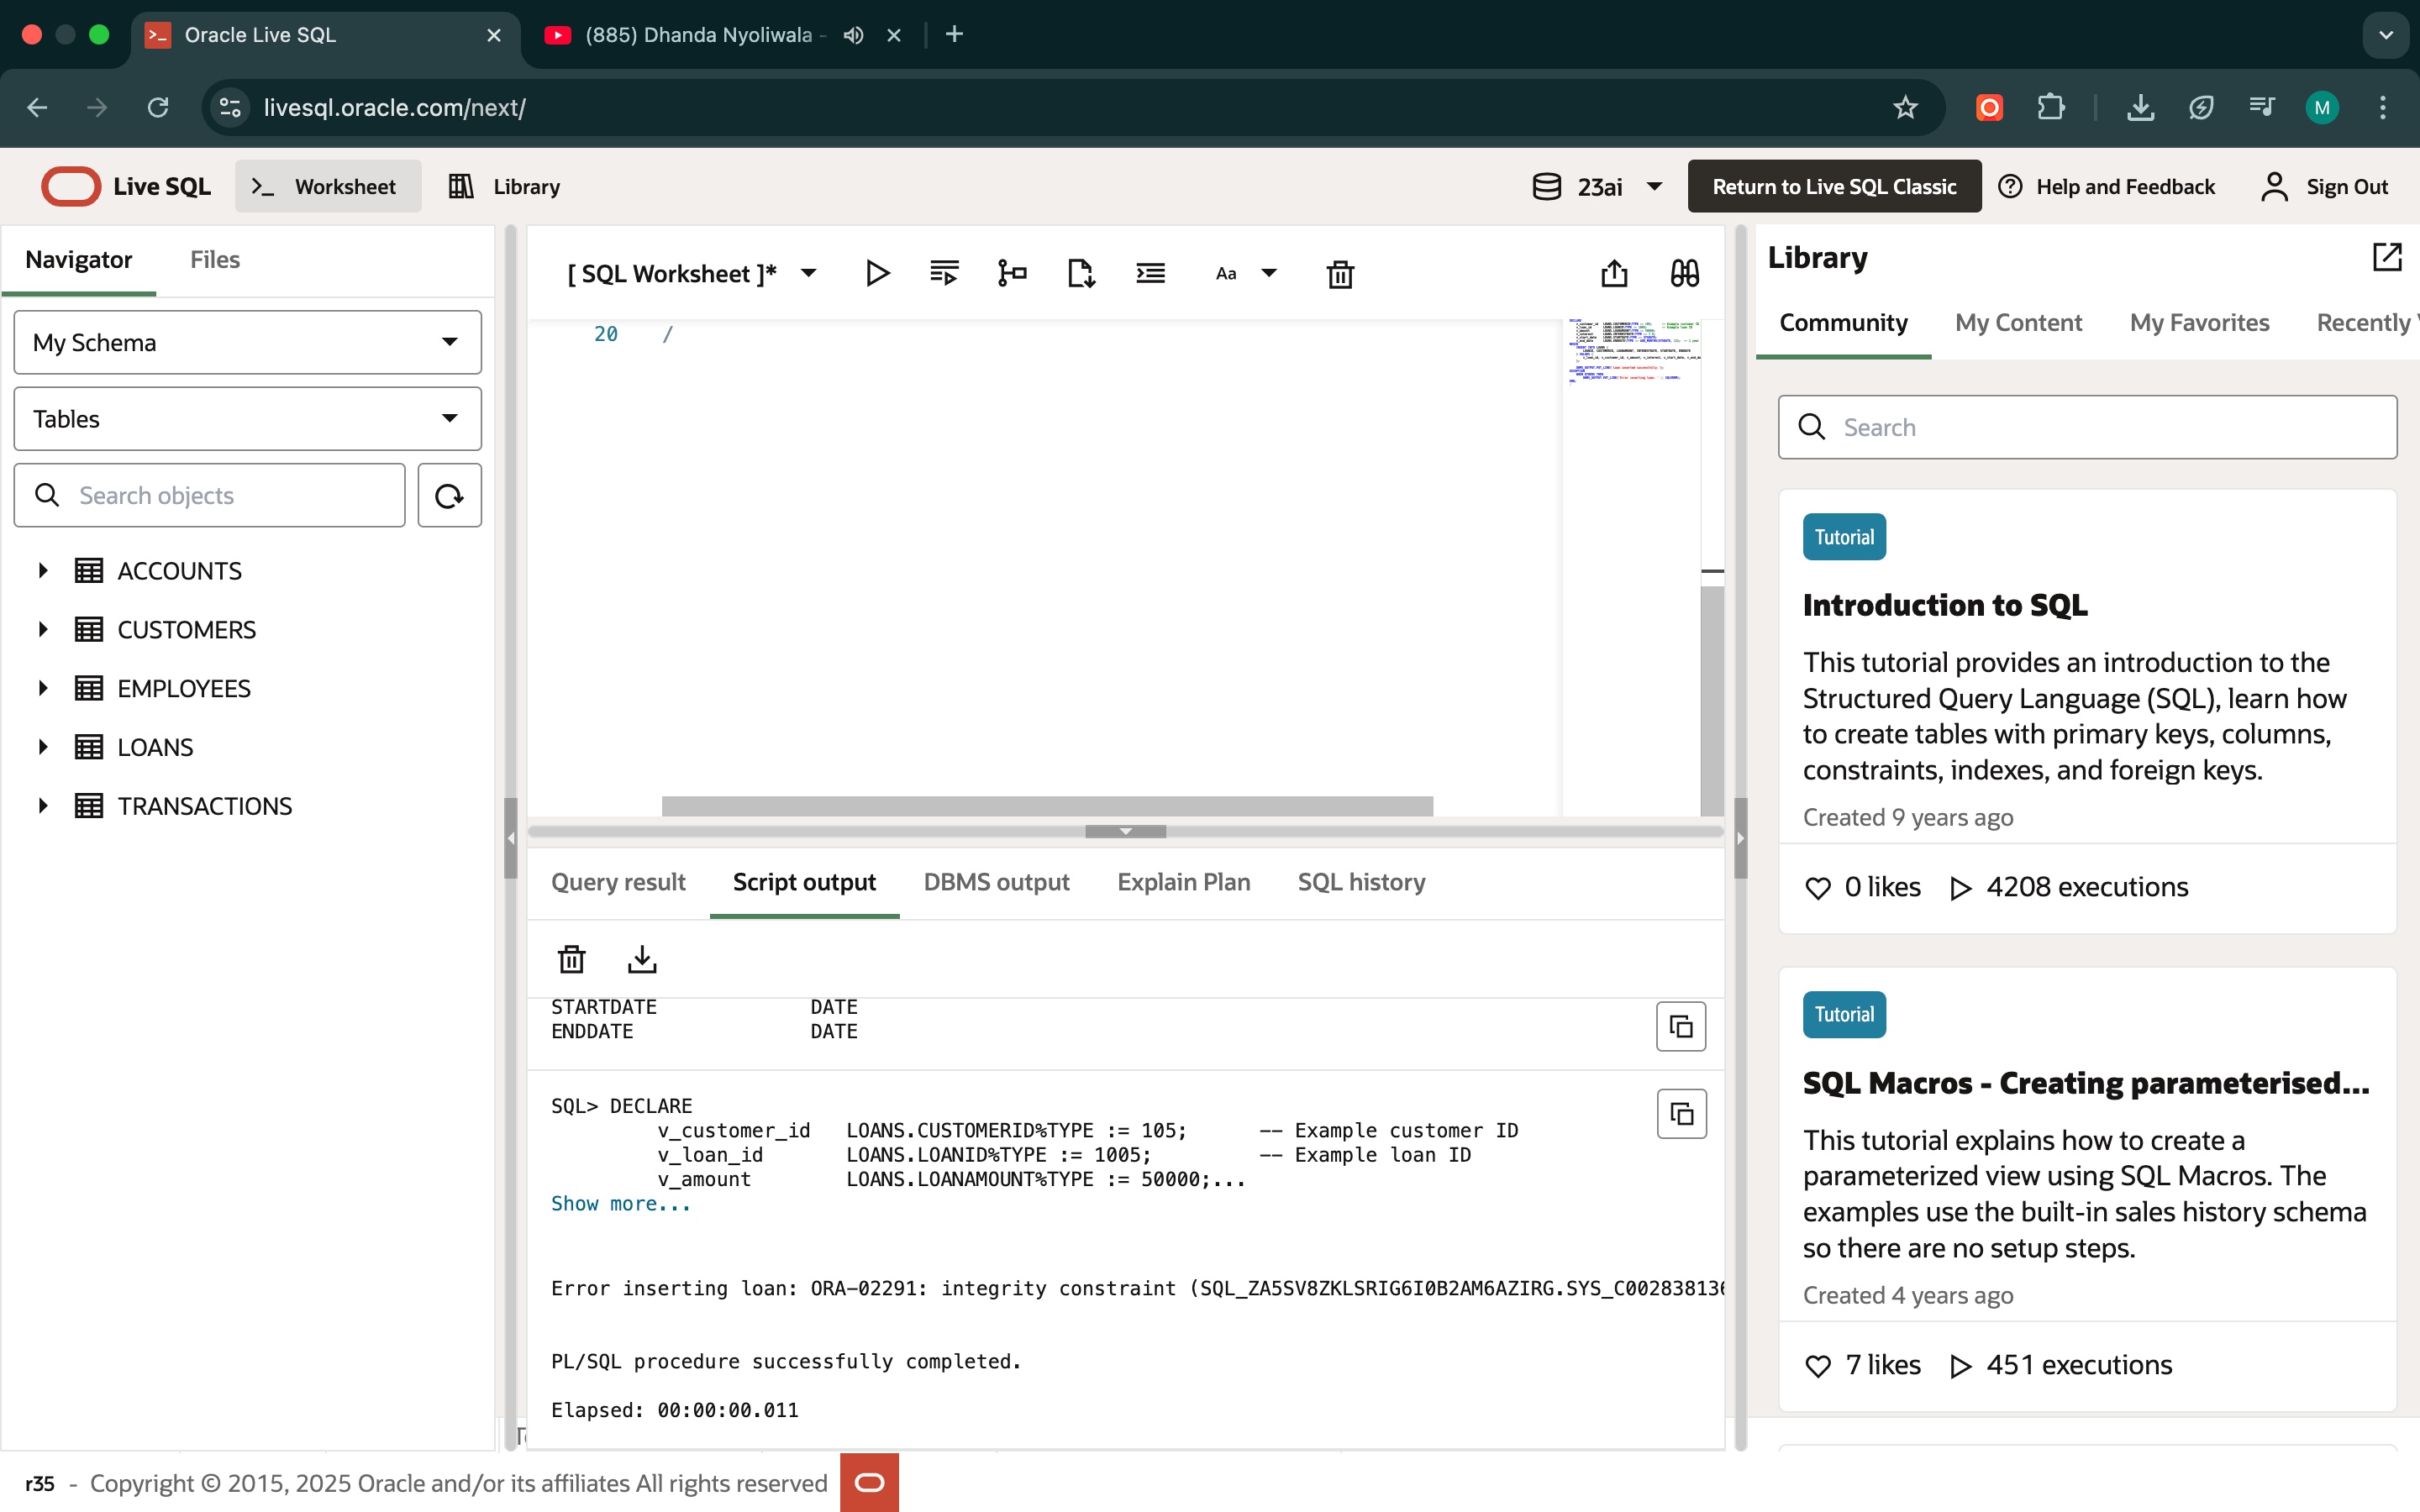 Oracle Live SQL
(885) Dhanda Nyoliwala -
livesql.oracle.com/next/
M
Live SQL
Worksheet
Library
23ai
Return to Live SQL Classic
Help and Feedback
Sign Out
Navigator
Files
My Schema
Tables
Search objects
ACCOUNTS
CUSTOMERS
EMPLOYEES
LOANS
TRANSACTIONS
[ SQL Worksheet ]*
Aa
20 /
Query result
Script output
DBMS output
Explain Plan
SQL history
STARTDATE DATE
ENDDATE DATE
SQL> DECLARE
v_customer_id LOANS.CUSTOMERID%TYPE := 105; -- Example customer ID
v_loan_id LOANS.LOANID%TYPE := 1005; -- Example loan ID
v_amount LOANS.LOANAMOUNT%TYPE := 50000;...
Show more...
Error inserting loan: ORA-02291: integrity constraint (SQL_ZA5SV8ZKLSRIG6I0B2AM6AZIRG.SYS_C002838136
PL/SQL procedure successfully completed.
Elapsed: 00:00:00.011
Library
Community
My Content
My Favorites
Recently
Search
Tutorial
Introduction to SQL
This tutorial provides an introduction to the
Structured Query Language (SQL), learn how
to create tables with primary keys, columns,
constraints, indexes, and foreign keys.
Created 9 years ago
0 likes
4208 executions
Tutorial
SQL Macros - Creating parameterised...
This tutorial explains how to create a
parameterized view using SQL Macros. The
examples use the built-in sales history schema
so there are no setup steps.
Created 4 years ago
7 likes
451 executions
r35 - Copyright © 2015, 2025 Oracle and/or its affiliates All rights reserved